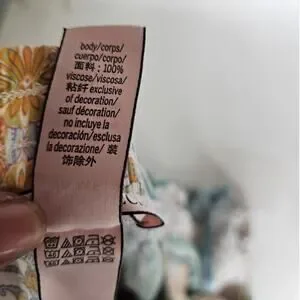 body/corps/
cuerpo/corpo/
面料 : 100%
viscose/viscosa/
粘纤 exclusive
of decoration/
sauf décoration/
no incluye la
decoración/esclusa
la decorazione/ 装
饰除外